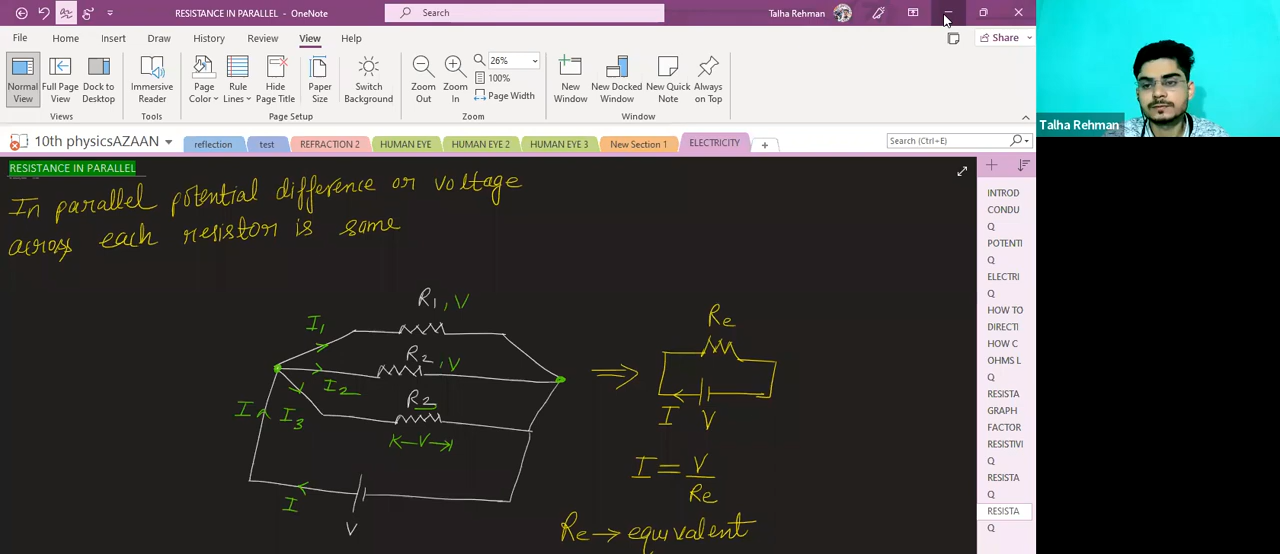 RESISTANCE IN PARALLEL - OneNote
Search
Talha Rehman
File Home Insert Draw History Review View Help
Share
Normal View
Full Page View
Dock to Desktop
Views
Immersive Reader
Tools
Page Color
Rule Lines
Hide Page Title
Paper Size
Switch Background
Page Setup
Zoom Out
Zoom In
26%
100%
Page Width
Zoom
New Window
New Docked Window
New Quick Note
Always on Top
Window
Talha Rehman
10th physicsAZAAN
reflection test REFRACTION 2 HUMAN EYE HUMAN EYE 2 HUMAN EYE 3 New Section 1 ELECTRICITY
Search (Ctrl+E)
RESISTANCE IN PARALLEL
In parallel potential difference or voltage
across each resistor is same
R1, V
I1
R2, V
I2
R2
I
I3
V
I
V
Re
I
V
I = V
Re
Re → equivalent
INTROD
CONDU
Q
POTENTI
Q
ELECTRI
Q
HOW TO
DIRECTI
HOW C
OHMS L
Q
RESISTA
GRAPH
FACTOR
RESISTIVI
Q
RESISTA
Q
RESISTA
Q